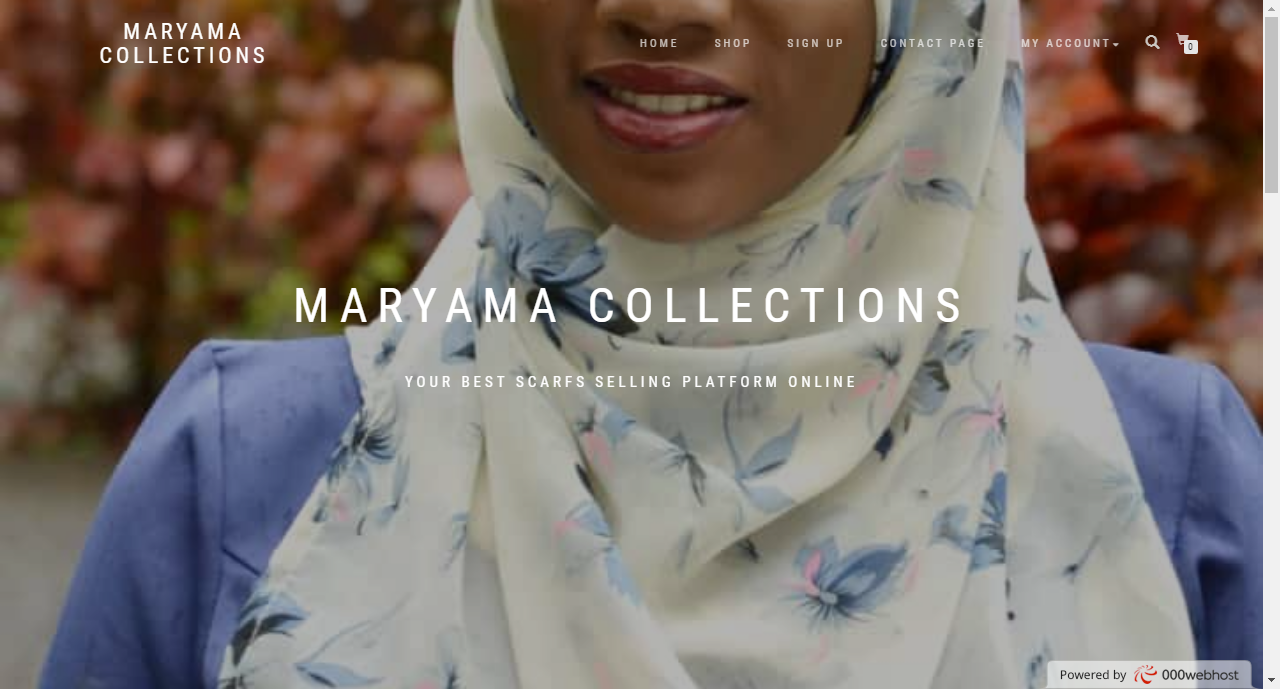 MARYAMA
COLLECTIONS
HOME SHOP SIGN UP CONTACT PAGE MY ACCOUNT
0
MARYAMA COLLECTIONS
YOUR BEST SCARFS SELLING PLATFORM ONLINE
Powered by 000webhost